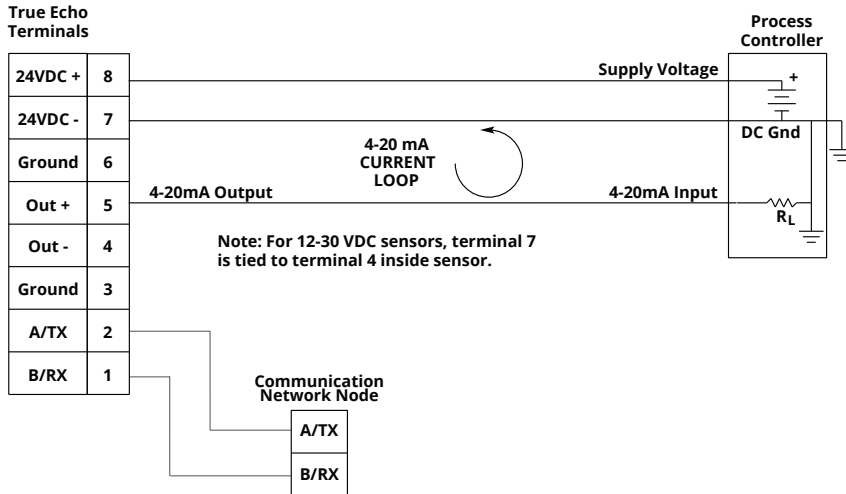 True Echo
Terminals
24VDC + 8
24VDC - 7
Ground 6
Out + 5
Out - 4
Ground 3
A/TX 2
B/RX 1
Process
Controller
Supply Voltage
+
DC Gnd
4-20 mA
CURRENT
LOOP
4-20mA Output
4-20mA Input
RL
Note: For 12-30 VDC sensors, terminal 7
is tied to terminal 4 inside sensor.
Communication
Network Node
A/TX
B/RX